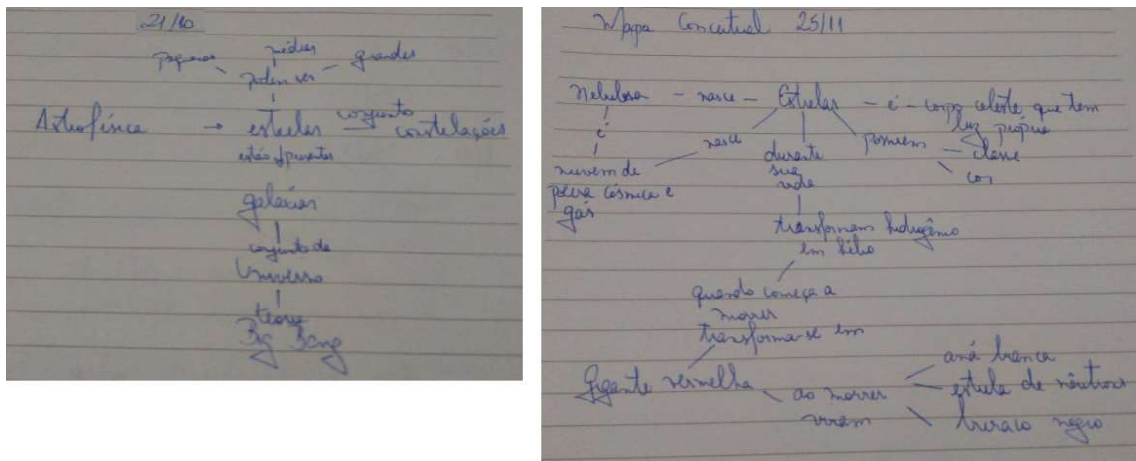 21/10
pequenas médias grandes
podem ser
Astrofísica → estrelas conjunto constelações
estão presentes
galáxias
conjunto de
Universo
teoria
Big Bang
Mapa Conceitual 25/11
Nebulosa - nasce - Estrelas - é - corpo celeste que tem
luz própria
é nasce durante possuem - classe
sua cor
nuvem de vida
poeira cósmica e
gás
transformam hidrogênio
em hélio
quando começa a
morrer
transforma-se em
Gigante vermelha ao morrer
viram
anã branca
estrela de nêutrons
buraco negro